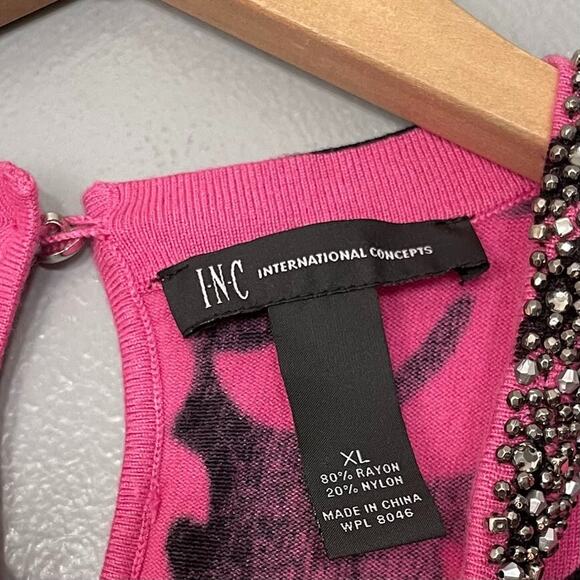 I·N·C INTERNATIONAL CONCEPTS
XL
80% RAYON
20% NYLON
MADE IN CHINA
WPL 8046